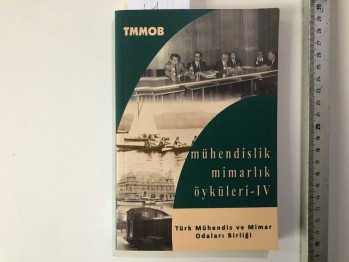 TMMOB
mühendislik
mimarlık
öyküleri-IV
Türk Mühendis ve Mimar
Odaları Birliği